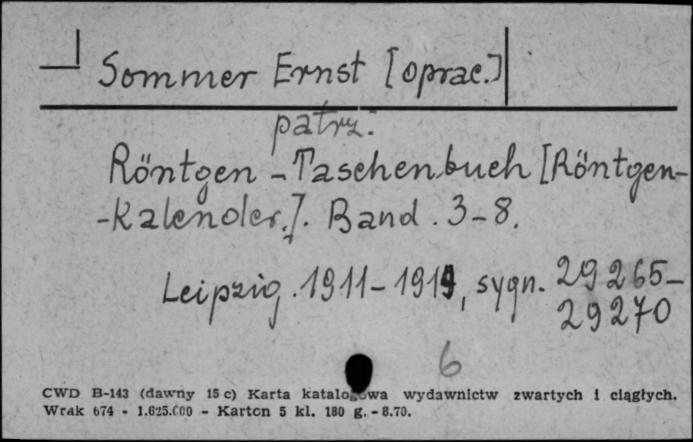 Sommer Ernst [oprac.]
patrz:
Röntgen-Taschenbuch [Röntgen-
-Kalender.]. Band. 3-8.
Leipzig. 1911-1919, sygn. 29265-
29270
6
CWD B-143 (dawny 15 c) Karta katalogowa wydawnictw zwartych i ciągłych.
Wrak 674 - 1.625.000 - Karton 5 kl. 180 g. - 8.70.